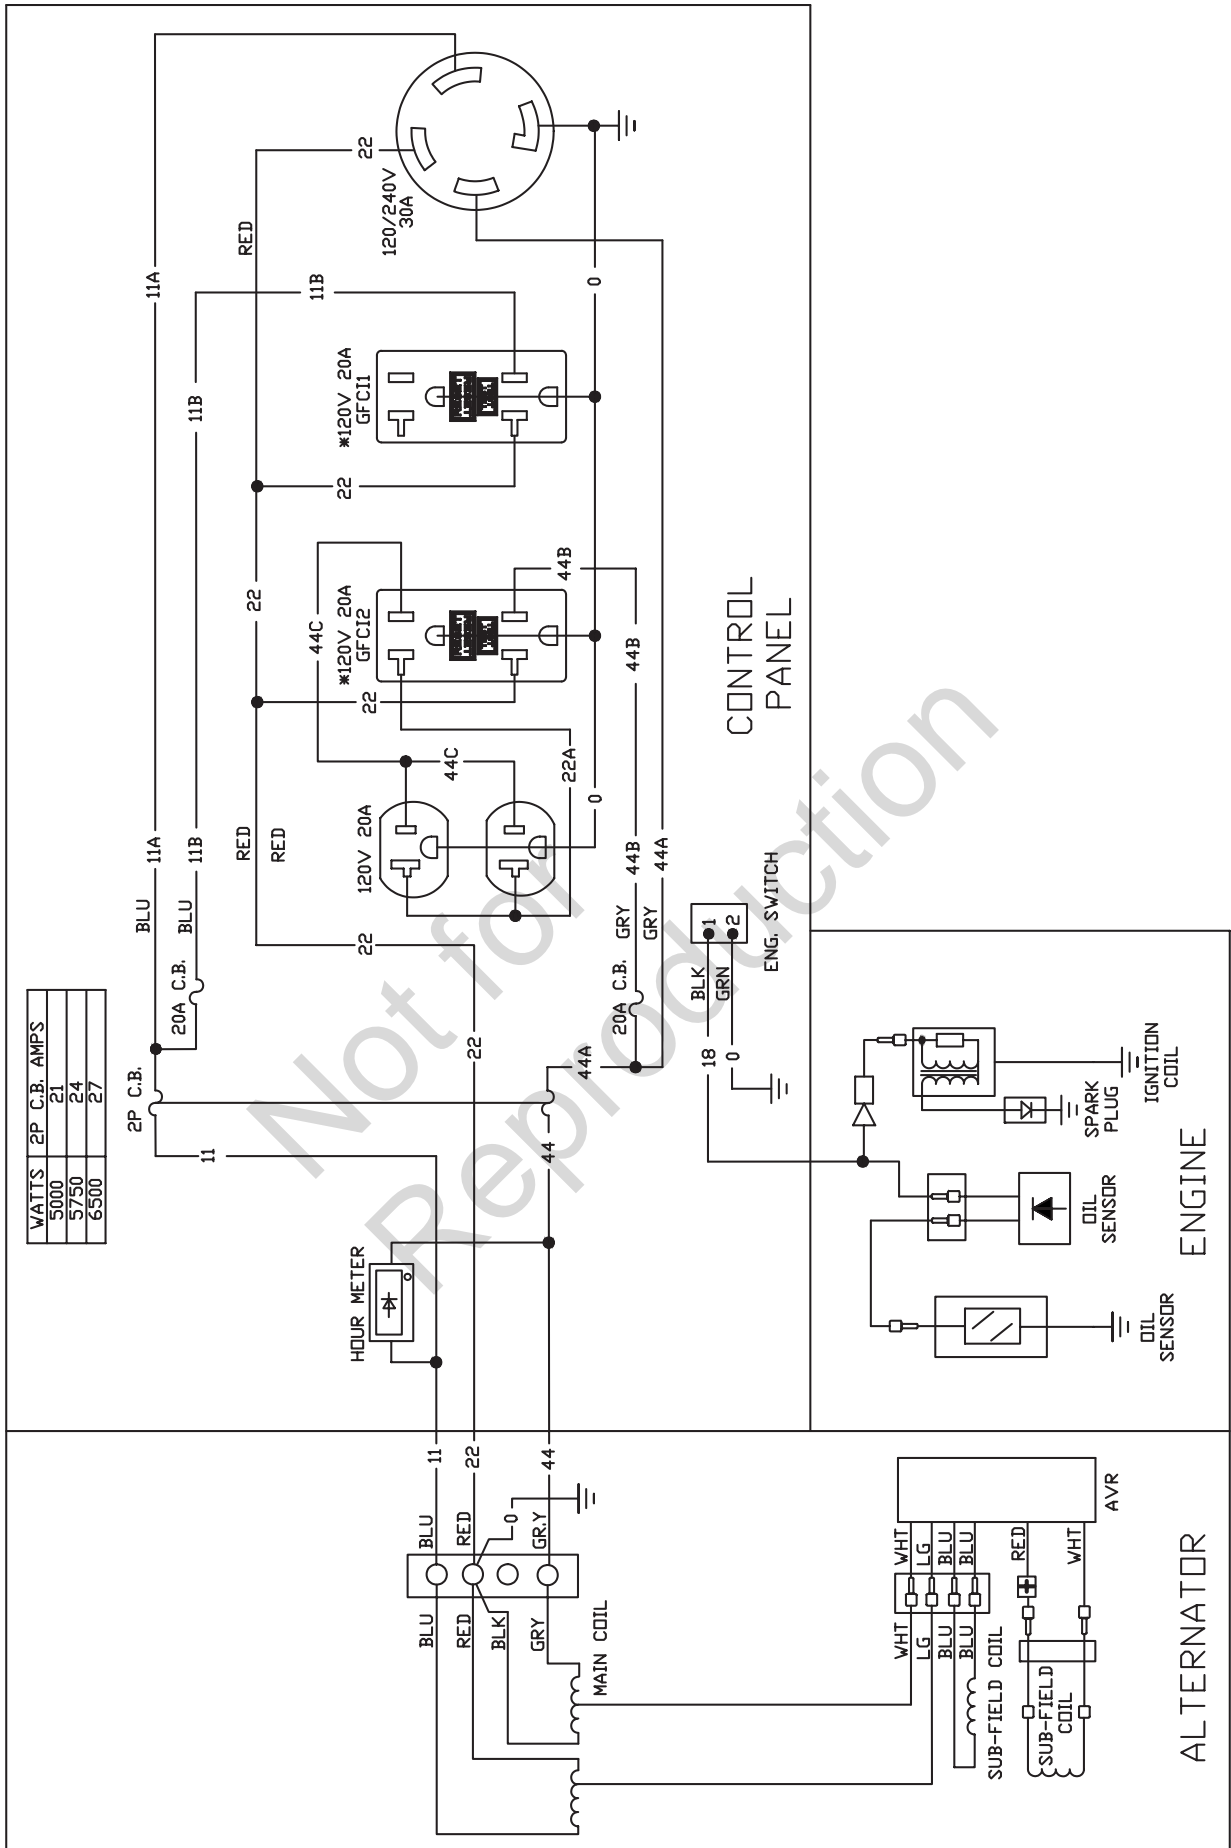 WATTS 2P C.B. AMPS
5000 21
5750 24
6500 27
2P C.B.
20A C.B.
BLU
BLU
11
11A
11A
11B
11B
11B
RED
RED
RED
22
22
22
22
22
22
120/240V
30A
*120V 20A
GFCI1
*120V 20A
GFCI2
44C
44C
120V 20A
22A
44B
44B
44B
44A
44A
44
0
0
GRY
GRY
20A C.B.
HOUR METER
CONTROL
PANEL
ENG. SWITCH
1
2
BLK
GRN
18
0
IGNITION
COIL
SPARK
PLUG
OIL
SENSOR
OIL
SENSOR
ENGINE
11
22
0
44
BLU
RED
GR.Y
BLU
RED
BLK
GRY
MAIN COIL
WHT
LG
BLU
BLU
RED
WHT
AVR
WHT
LG
BLU
BLU
SUB-FIELD COIL
SUB-FIELD
COIL
ALTERNATOR
Not for
Reproduction